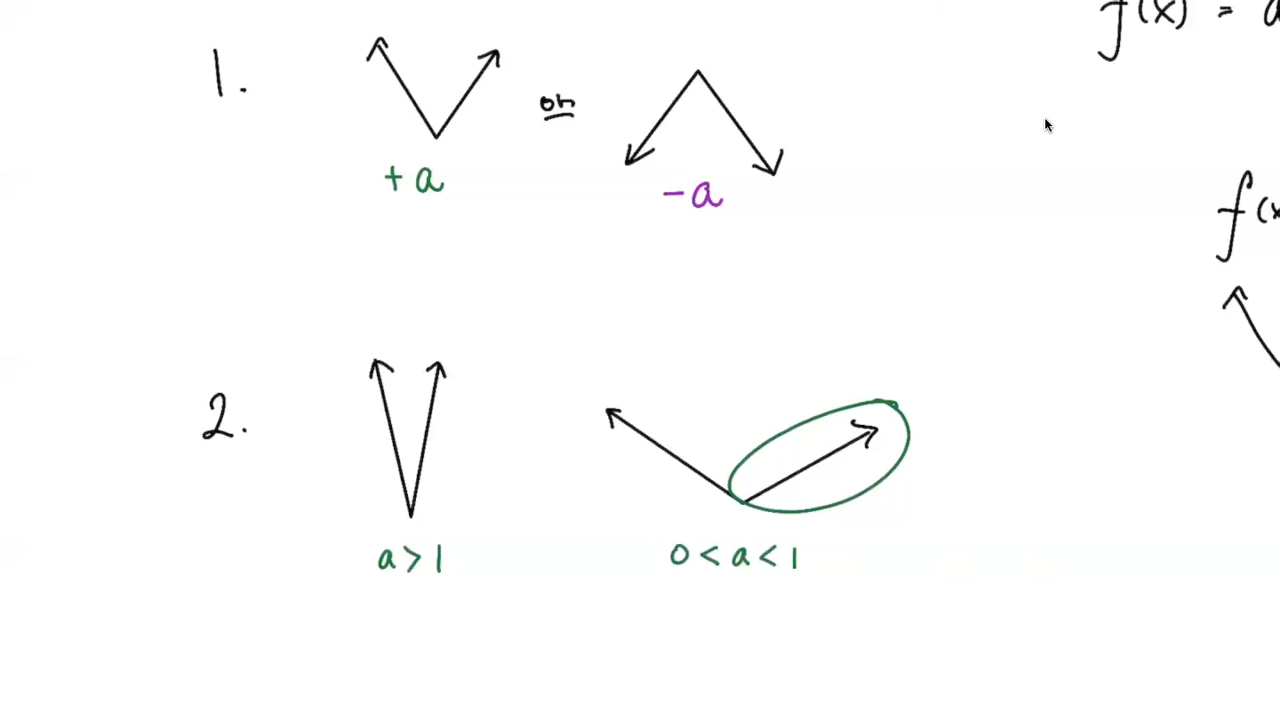 f(x) = a
1. or
+a -a
f(x
2.
a > 1 0 < a < 1